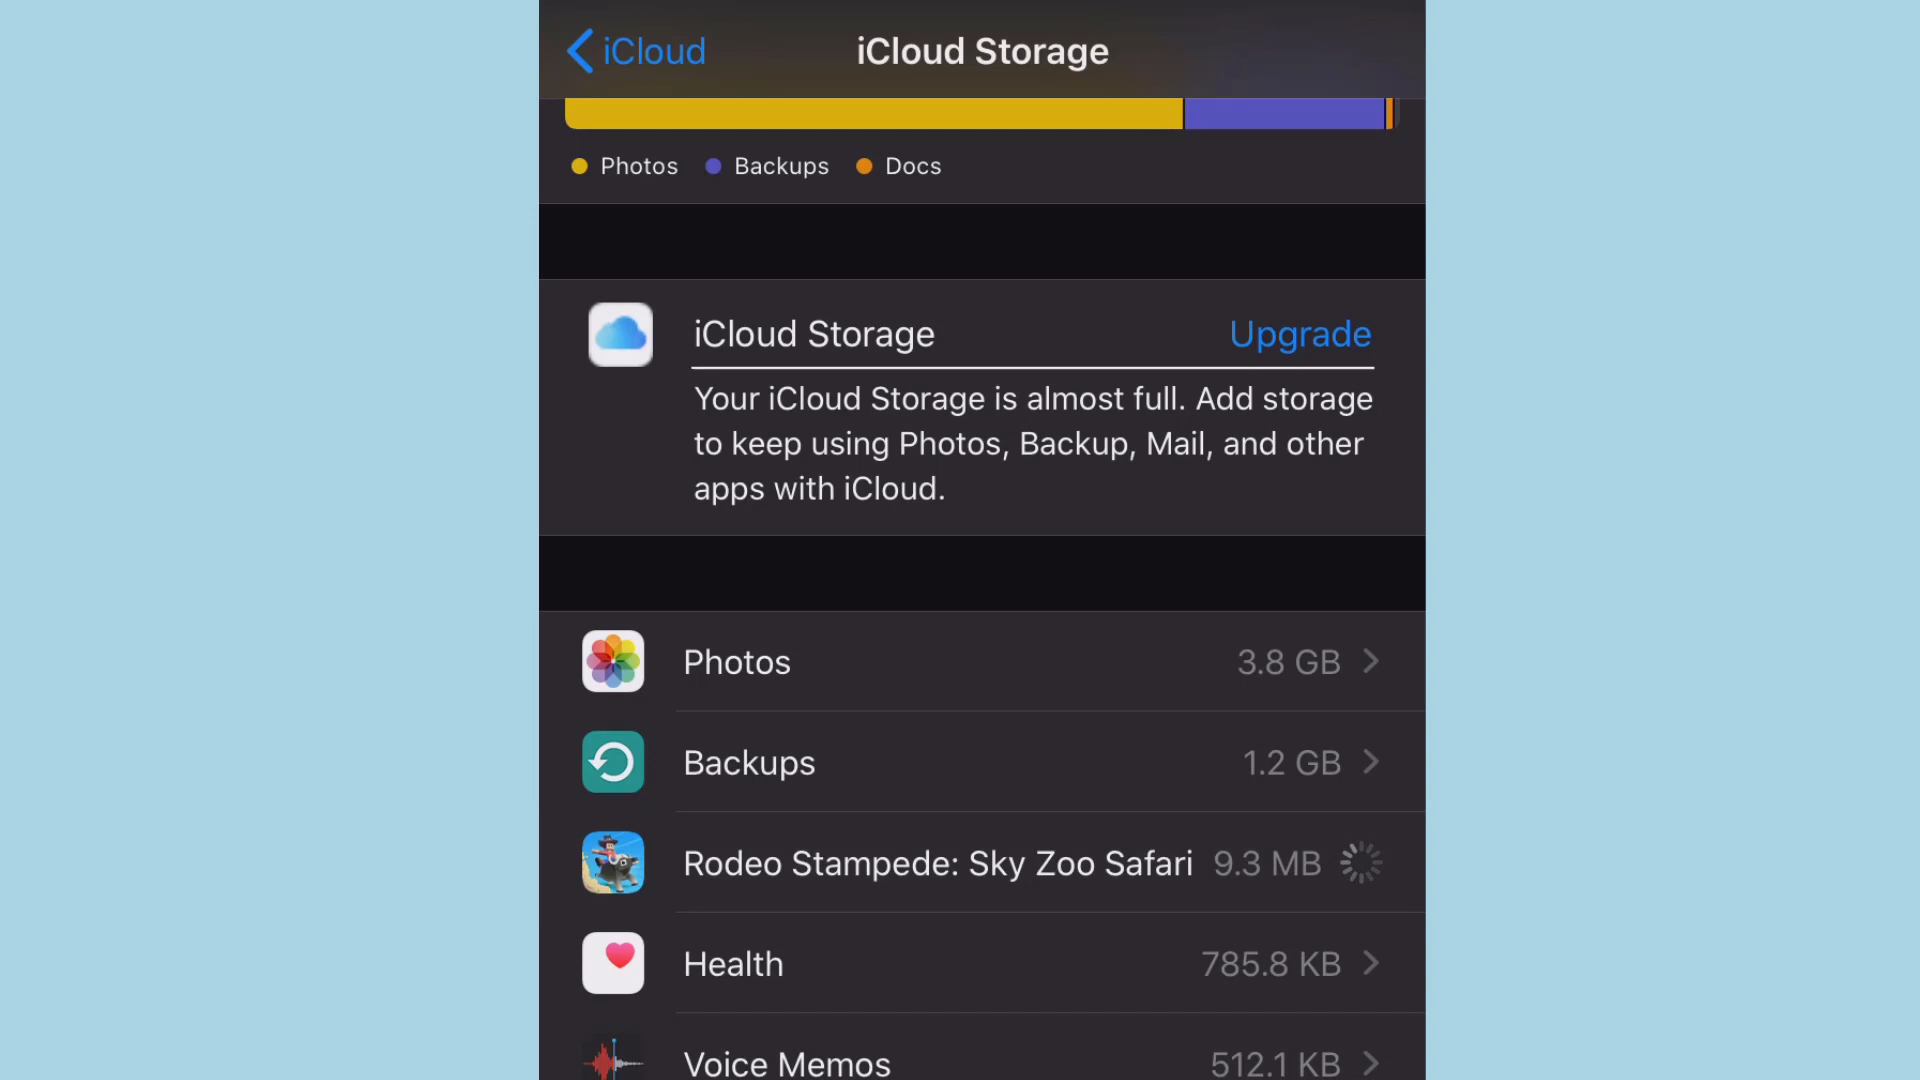 iCloud
iCloud Storage
Photos
Backups
Docs
iCloud Storage
Upgrade
Your iCloud Storage is almost full. Add storage
to keep using Photos, Backup, Mail, and other
apps with iCloud.
Photos
3.8 GB
Backups
1.2 GB
Rodeo Stampede: Sky Zoo Safari
9.3 MB
Health
785.8 KB
Voice Memos
512.1 KB